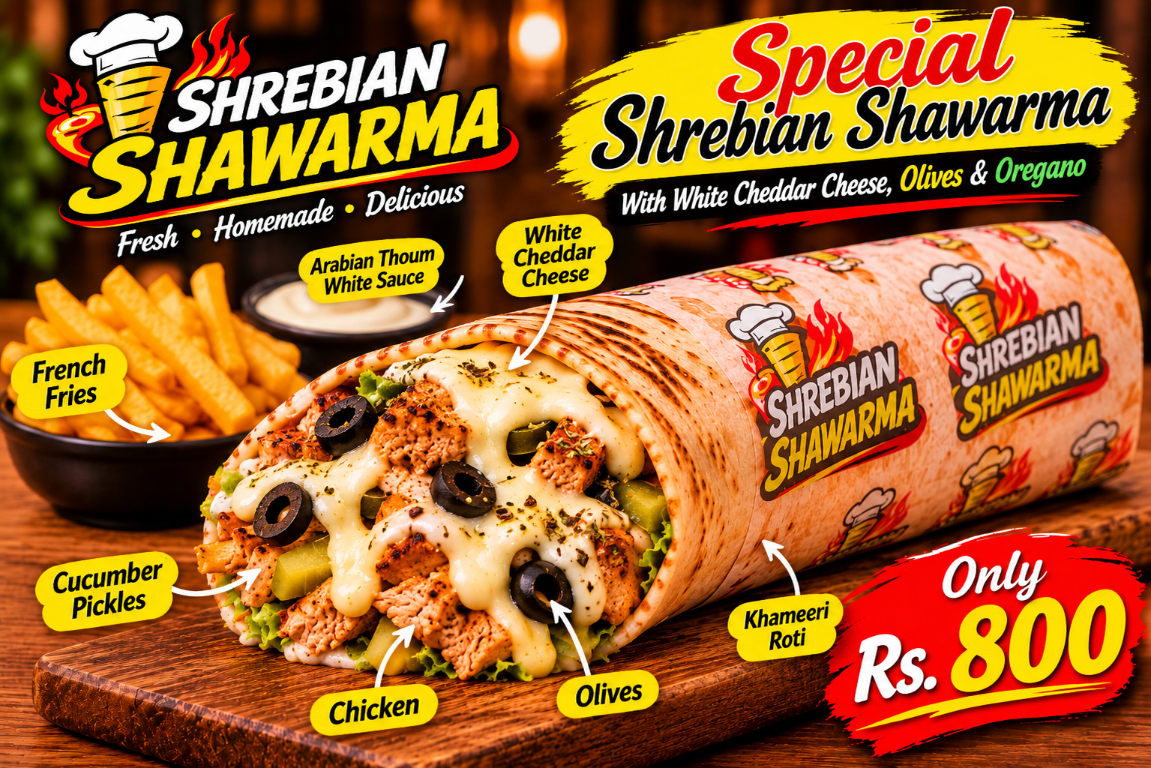 SHREBIAN
SHAWARMA
Fresh • Homemade • Delicious
Special
Shrebian Shawarma
With White Cheddar Cheese, Olives & Oregano
Arabian Thoum
White Sauce
White
Cheddar
Cheese
French
Fries
SHREBIAN
SHAWARMA
SHREBIAN
SHAWARMA
Cucumber
Pickles
Chicken
Olives
Khameeri
Roti
Only
Rs. 800